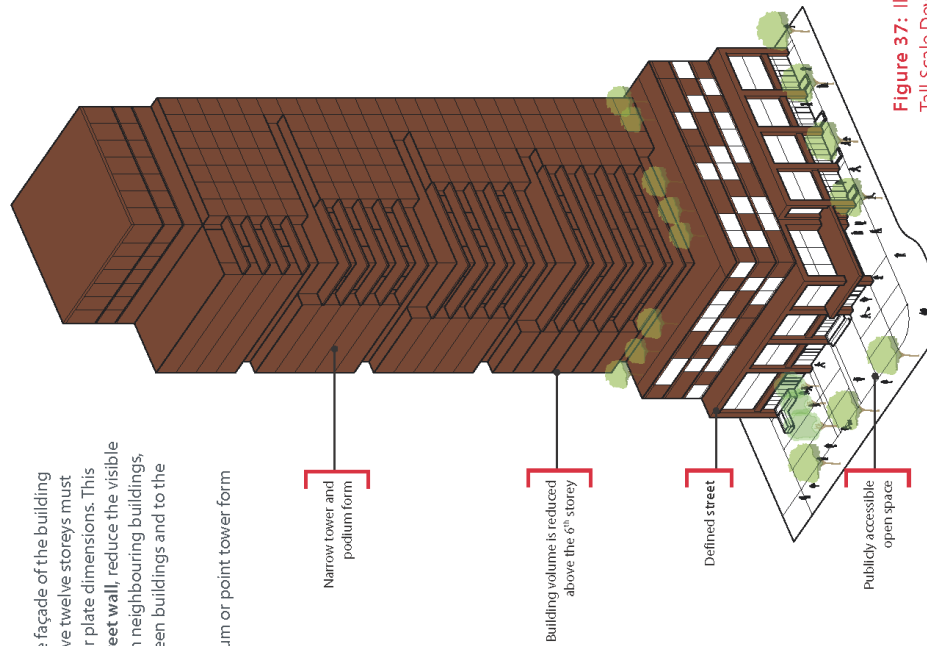 e façade of the building
ve twelve storeys must
r plate dimensions. This
eet wall, reduce the visible
n neighbouring buildings,
een buildings and to the
um or point tower form
Narrow tower and
podium form
Building volume is reduced
above the 6th storey
Defined street
Publicly accessible
open space
Figure 37: Il
Tall Scale Dev